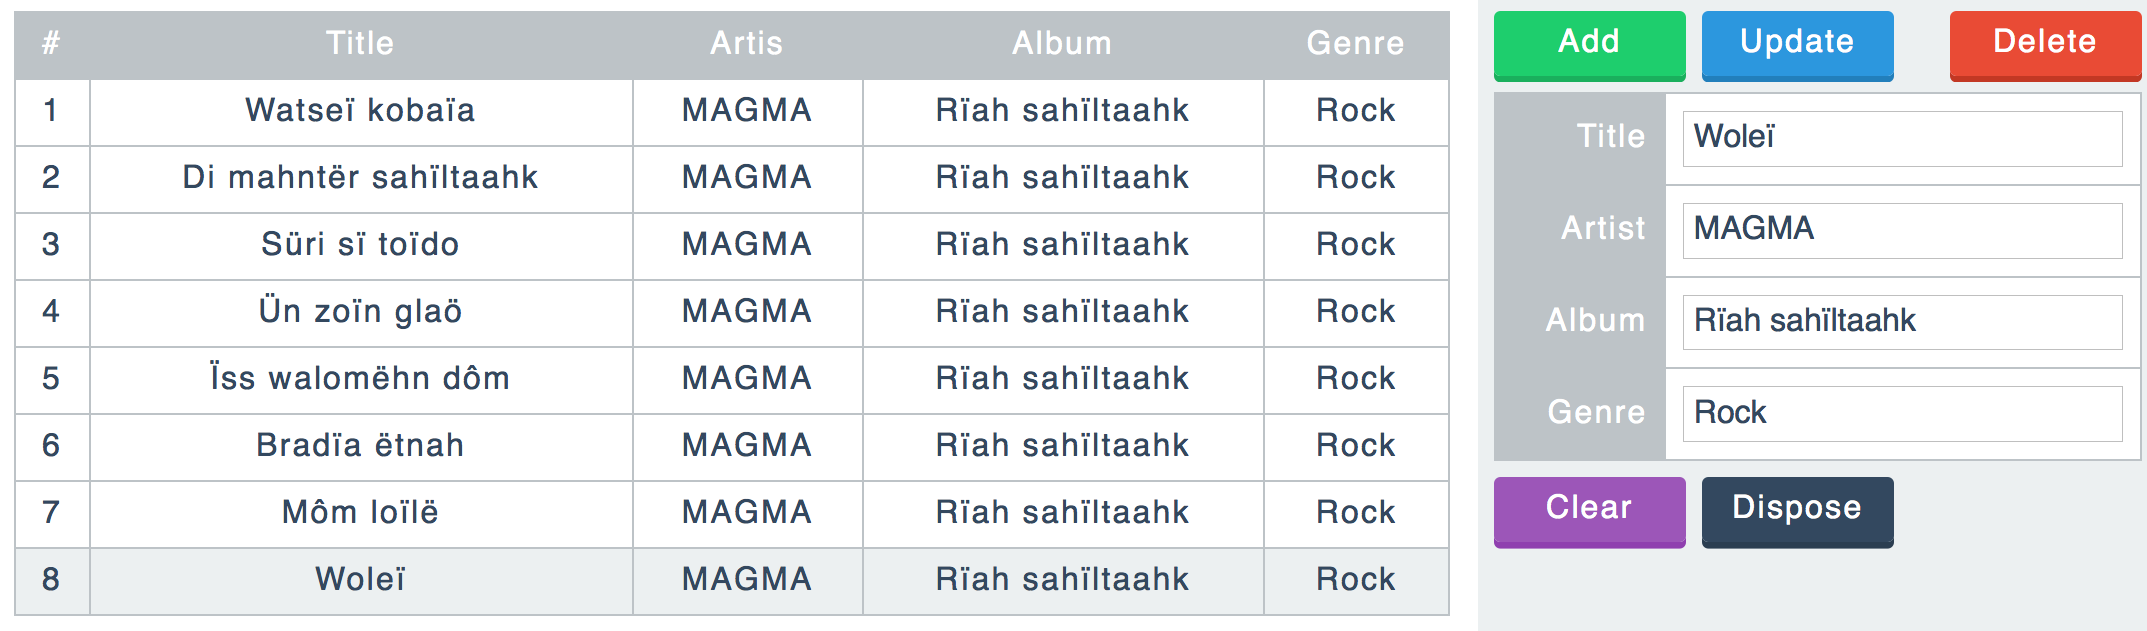 # Title Artis Album Genre
1 Watseï kobaïa MAGMA Rïah sahïltaahk Rock
2 Di mahntër sahïltaahk MAGMA Rïah sahïltaahk Rock
3 Süri sï toïdo MAGMA Rïah sahïltaahk Rock
4 Ün zoïn glaö MAGMA Rïah sahïltaahk Rock
5 Ïss walomëhn dôm MAGMA Rïah sahïltaahk Rock
6 Bradïa ëtnah MAGMA Rïah sahïltaahk Rock
7 Môm loïlë MAGMA Rïah sahïltaahk Rock
8 Woleï MAGMA Rïah sahïltaahk Rock
Add Update Delete
Title Woleï
Artist MAGMA
Album Rïah sahïltaahk
Genre Rock
Clear Dispose